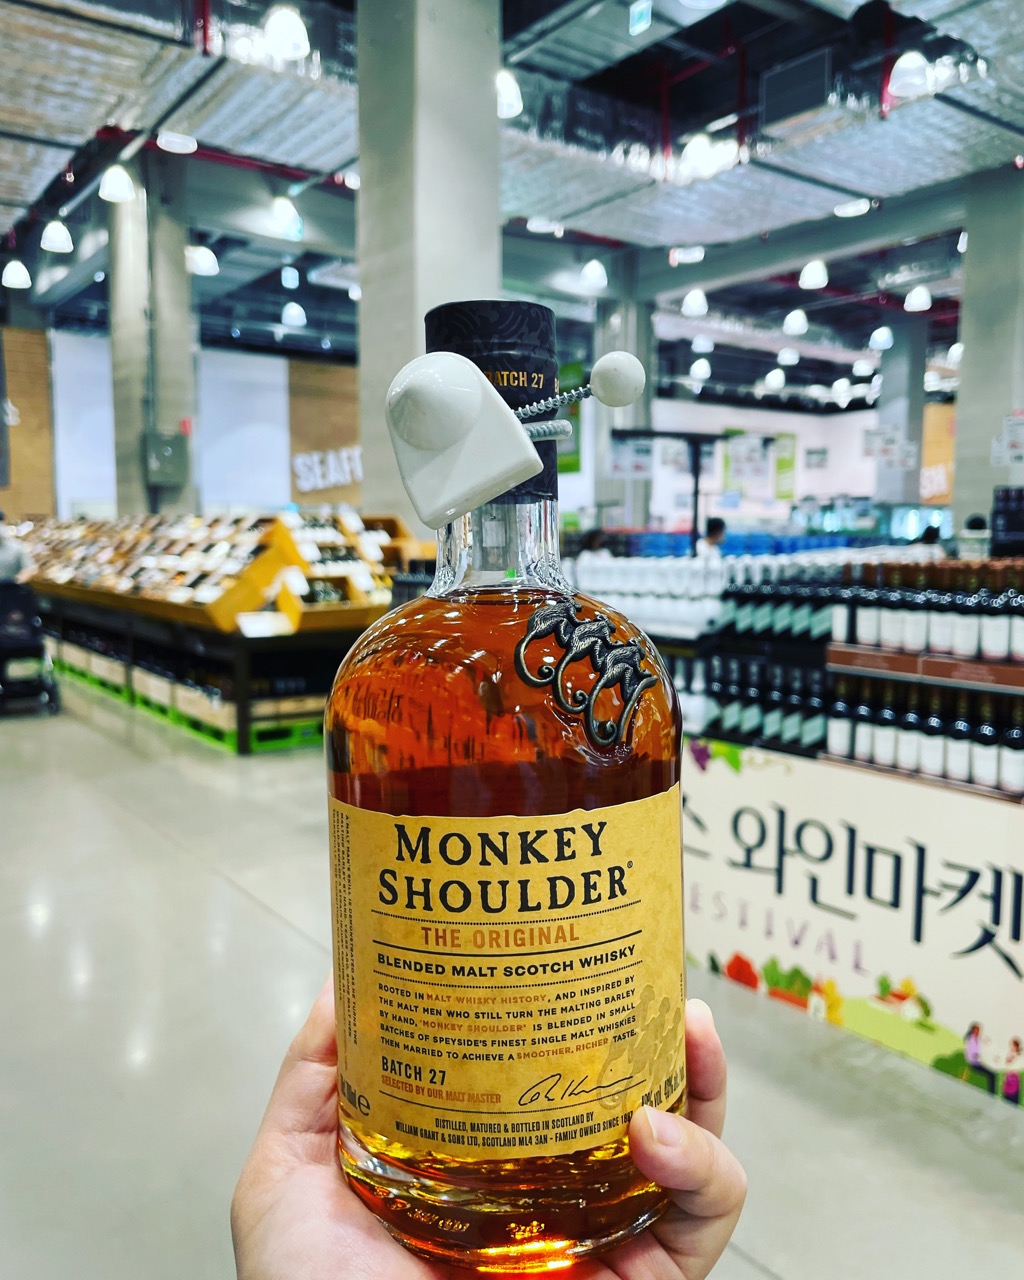 BATCH 27
SEAF
MONKEY
SHOULDER®
THE ORIGINAL
BLENDED MALT SCOTCH WHISKY
ROOTED IN MALT WHISKY HISTORY, AND INSPIRED BY
THE MALT MEN WHO STILL TURN THE MALTING BARLEY
BY HAND, 'MONKEY SHOULDER' IS BLENDED IN SMALL
BATCHES OF SPEYSIDE'S FINEST SINGLE MALT WHISKIES
THEN MARRIED TO ACHIEVE A SMOOTHER, RICHER TASTE.
BATCH 27
SELECTED BY OUR MALT MASTER
DISTILLED, MATURED & BOTTLED IN SCOTLAND BY
WILLIAM GRANT & SONS LTD, SCOTLAND ML4 3AN - FAMILY OWNED SINCE
와인마켓
ESTIVAL